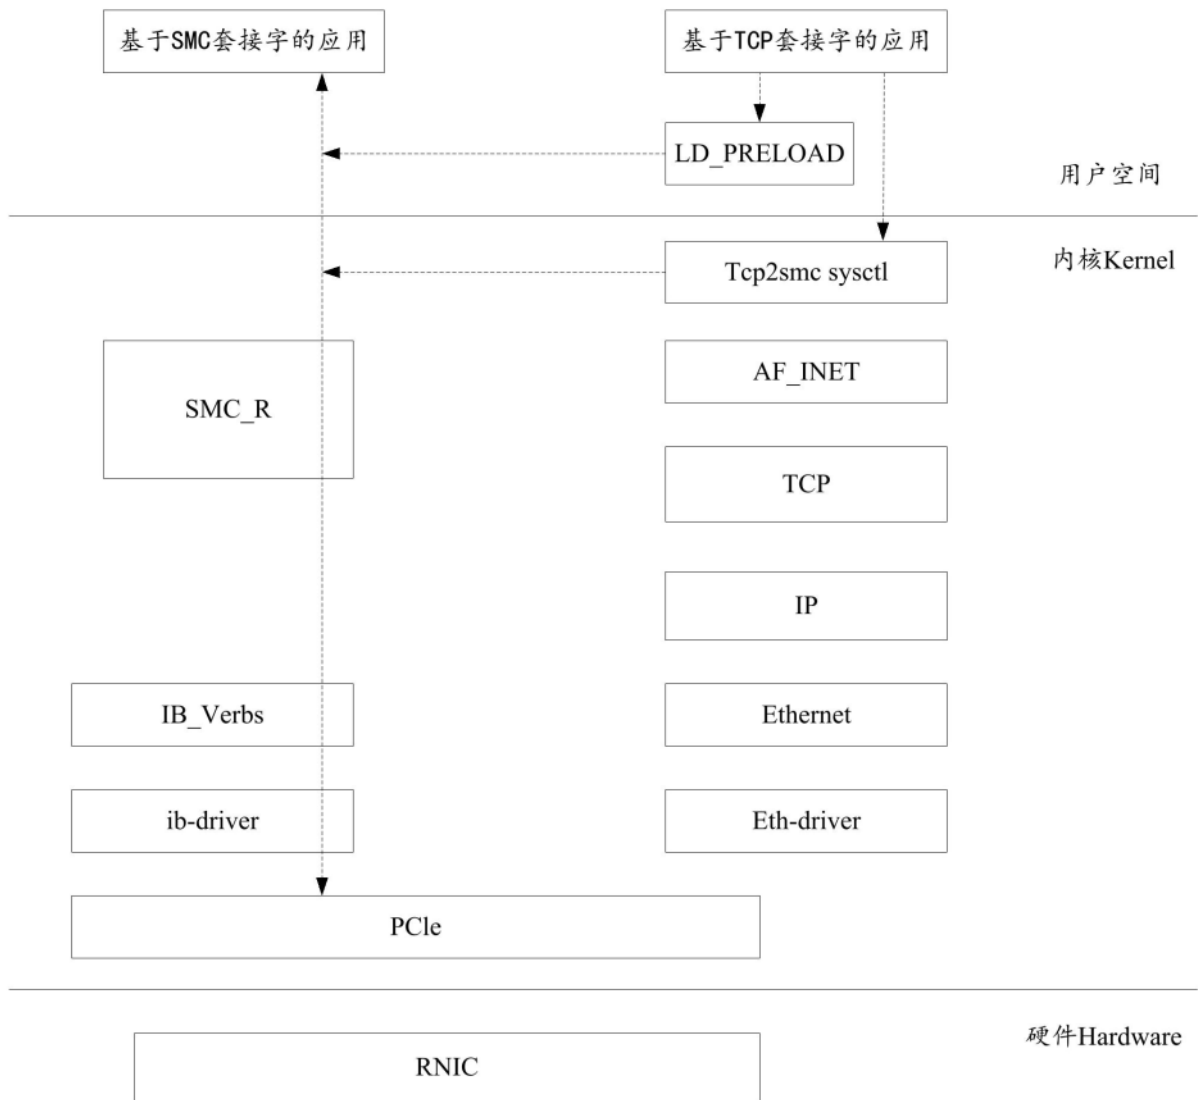 基于SMC套接字的应用
基于TCP套接字的应用
LD_PRELOAD
用户空间
Tcp2smc sysctl
内核Kernel
SMC_R
AF_INET
TCP
IP
IB_Verbs
Ethernet
ib-driver
Eth-driver
PCle
硬件Hardware
RNIC